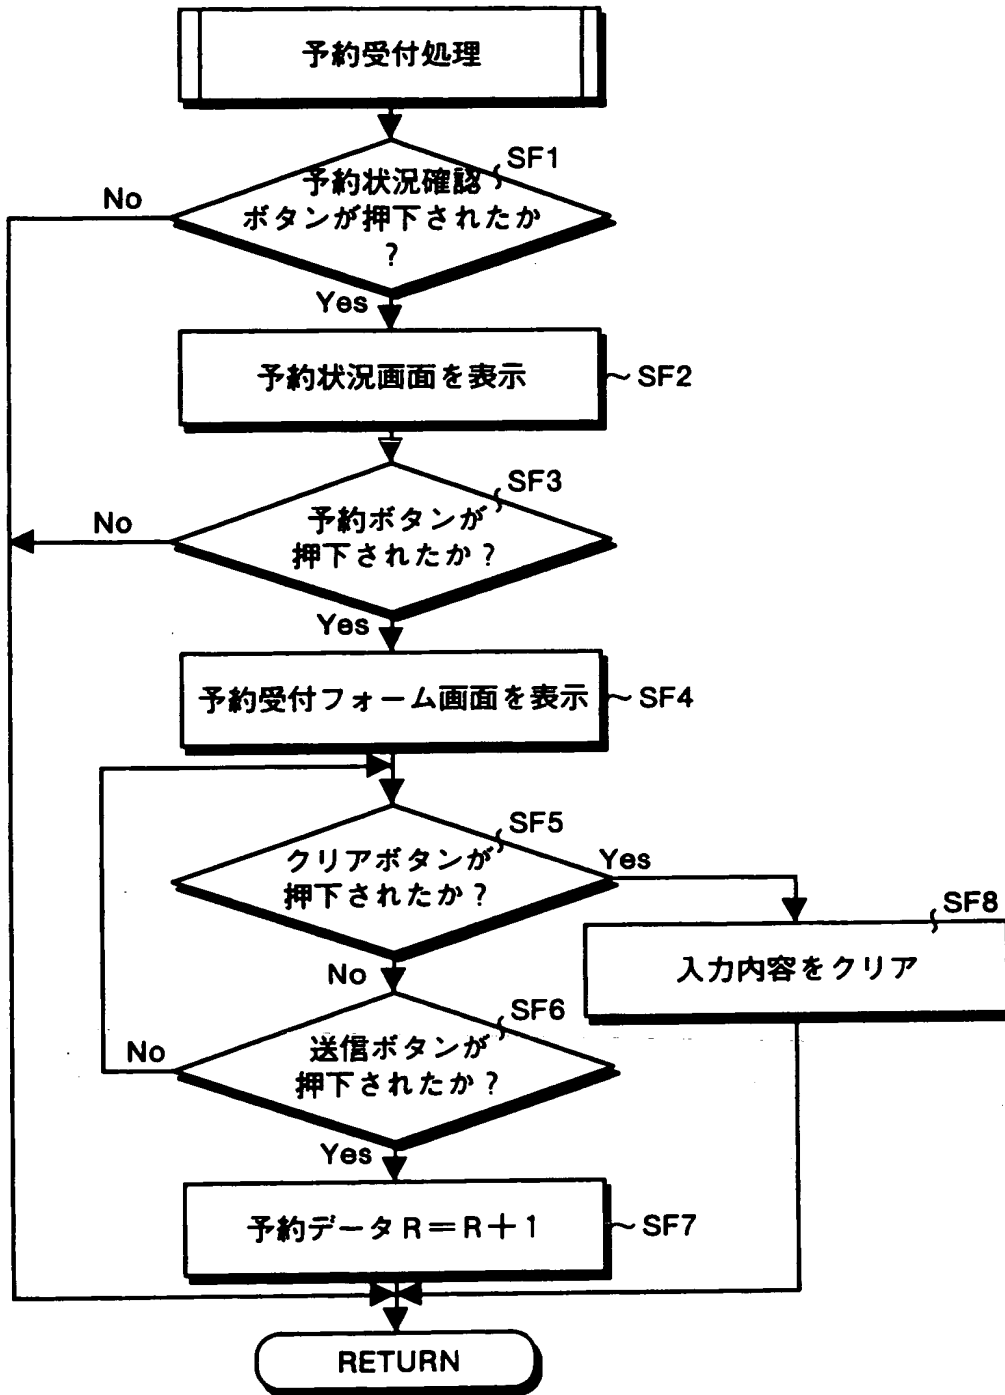 予約受付処理
SF1
予約状況確認
ボタンが押下されたか
?
No
Yes
予約状況画面を表示
SF2
SF3
予約ボタンが
押下されたか?
No
Yes
予約受付フォーム画面を表示
SF4
SF5
クリアボタンが
押下されたか?
Yes
No
SF8
入力内容をクリア
SF6
送信ボタンが
押下されたか?
No
Yes
予約データR=R+1
SF7
RETURN